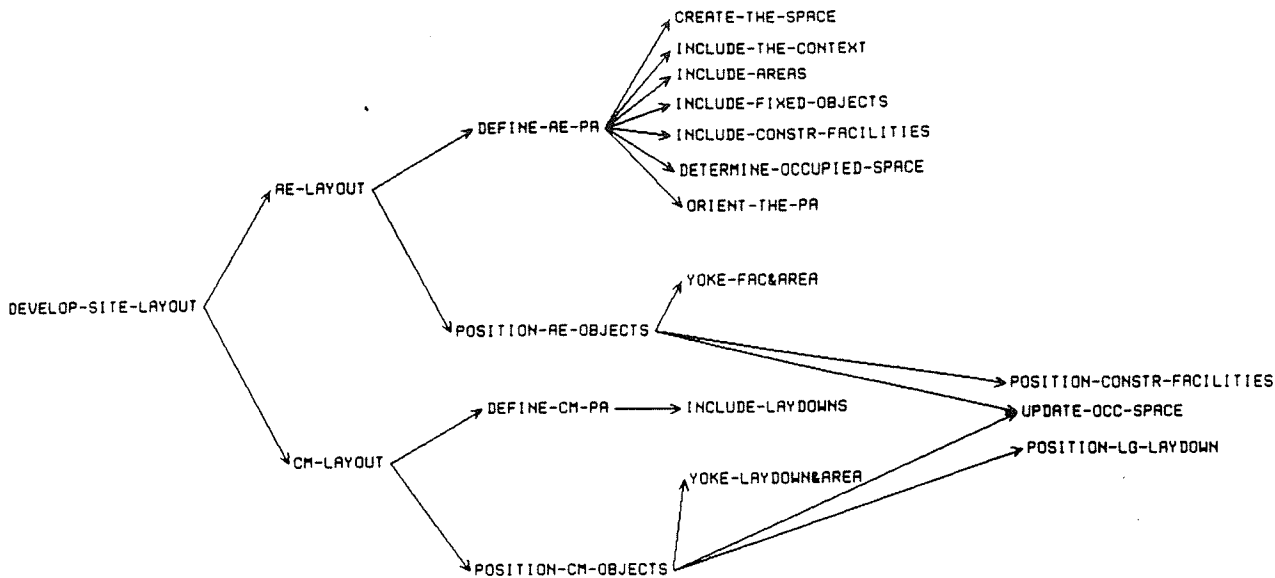 CREATE-THE-SPACE
INCLUDE-THE-CONTEXT
INCLUDE-AREAS
INCLUDE-FIXED-OBJECTS
DEFINE-AE-PA
INCLUDE-CONSTR-FACILITIES
DETERMINE-OCCUPIED-SPACE
AE-LAYOUT
ORIENT-THE-PA
YOKE-FAC&AREA
DEVELOP-SITE-LAYOUT
POSITION-AE-OBJECTS
POSITION-CONSTR-FACILITIES
DEFINE-CM-PA
INCLUDE-LAYDOWNS
UPDATE-OCC-SPACE
POSITION-LG-LAYDOWN
CM-LAYOUT
YOKE-LAYDOWN&AREA
POSITION-CM-OBJECTS